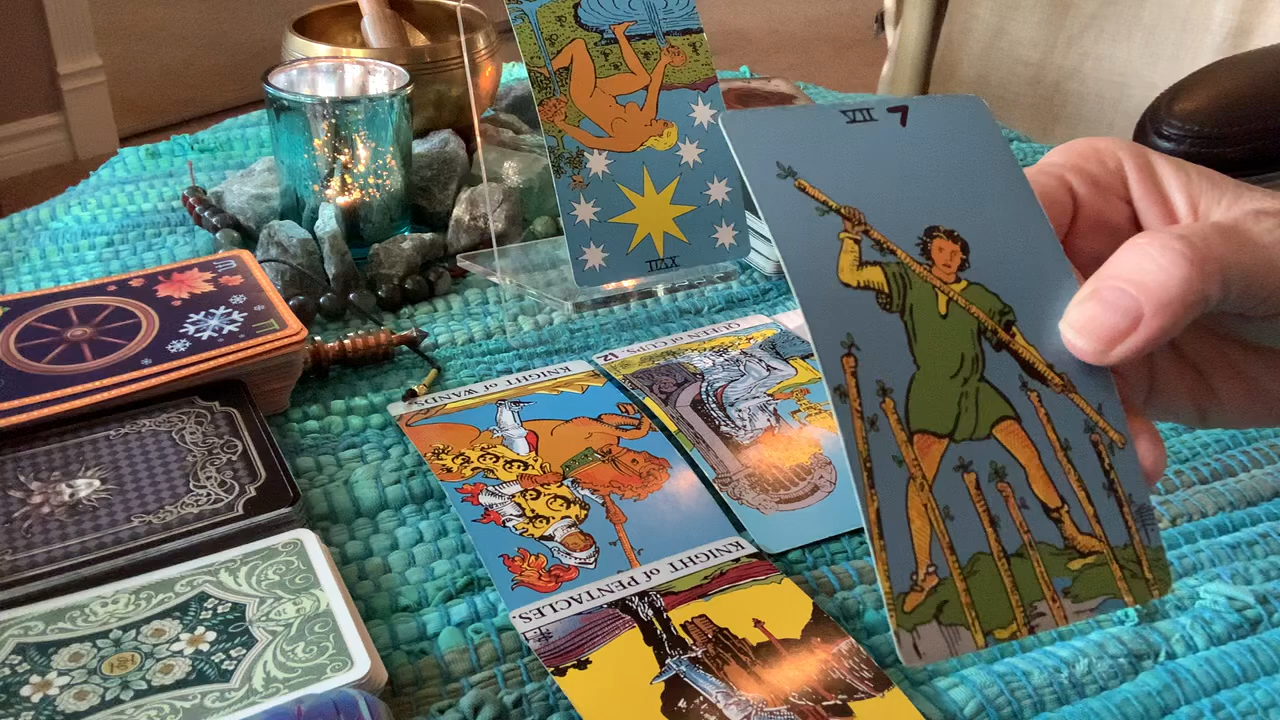 XVII
VII 7
QUEEN of CUPS.
KNIGHT of WANDS.
KNIGHT of PENTACLES.